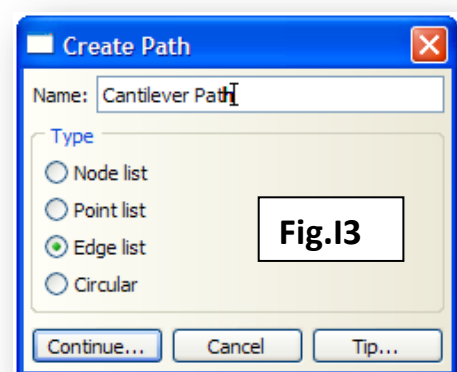 Create Path
Name: Cantilever Path
Type
Node list
Point list
Edge list
Circular
Fig.I3
Continue... Cancel Tip...